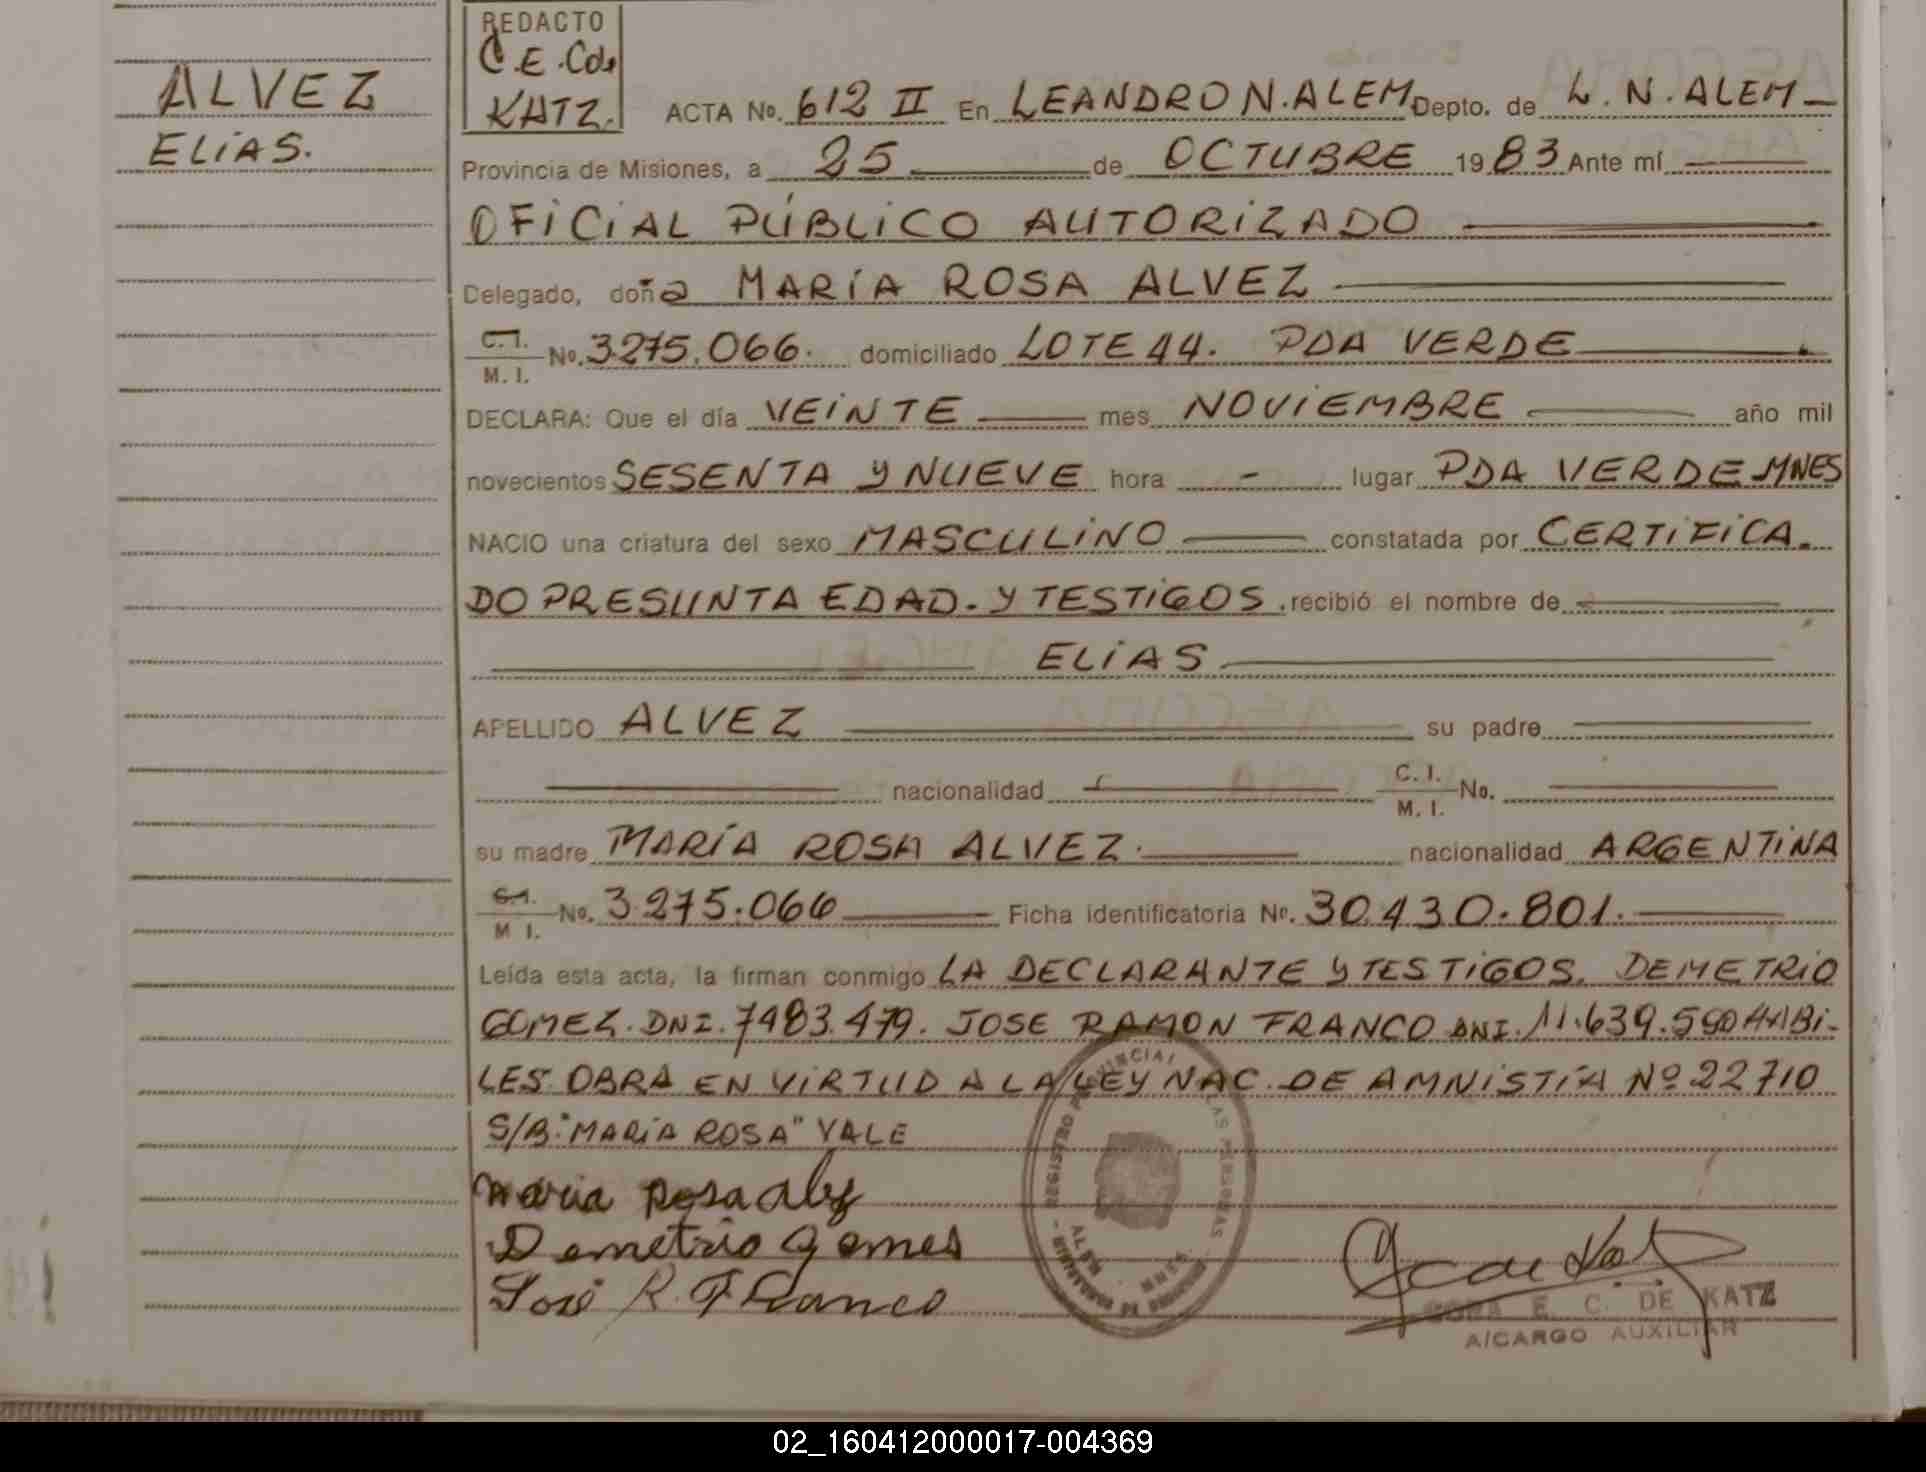 ALVEZ
ELIAS.
REDACTO
C.E.Cde
KATZ.
ACTA No. 612 II En LEANDRO N. ALEM Depto. de L. N. ALEM
Provincia de Misiones, a 25 de OCTUBRE 1983 Ante mí
OFICIAL PÚBLICO AUTORIZADO
Delegado, doña MARÍA ROSA ALVEZ
C.I. M. I. No. 3.275.066. domiciliado LOTE 44. PDA VERDE
DECLARA: Que el día VEINTE mes NOVIEMBRE año mil
novecientos SESENTA Y NUEVE hora - lugar PDA VERDE MNES
NACIO una criatura del sexo MASCULINO constatada por CERTIFICA.
DO PRESUNTA EDAD. Y TESTIGOS. recibió el nombre de
ELIAS
APELLIDO ALVEZ su padre
nacionalidad C. I. M. I. No.
su madre MARÍA ROSA ALVEZ. nacionalidad ARGENTINA
C.I. M I. No. 3.275.066 Ficha identificatoria No. 30.430.801.
Leída esta acta, la firman conmigo LA DECLARANTE Y TESTIGOS. DEMETRIO
GOMEZ. DNI. 7483.479. JOSE RAMON FRANCO DNI. 11.639.590 HABI-
LES. OBRA EN VIRTUD A LA LEY NAC. DE AMNISTÍA Nº 22710
S/B: "MARÍA ROSA" VALE
Maria Rosa alvez
Demetrio Gomes
José R. Franco
E. C. DE KATZ
A/CARGO AUXILIAR
02_160412000017-004369